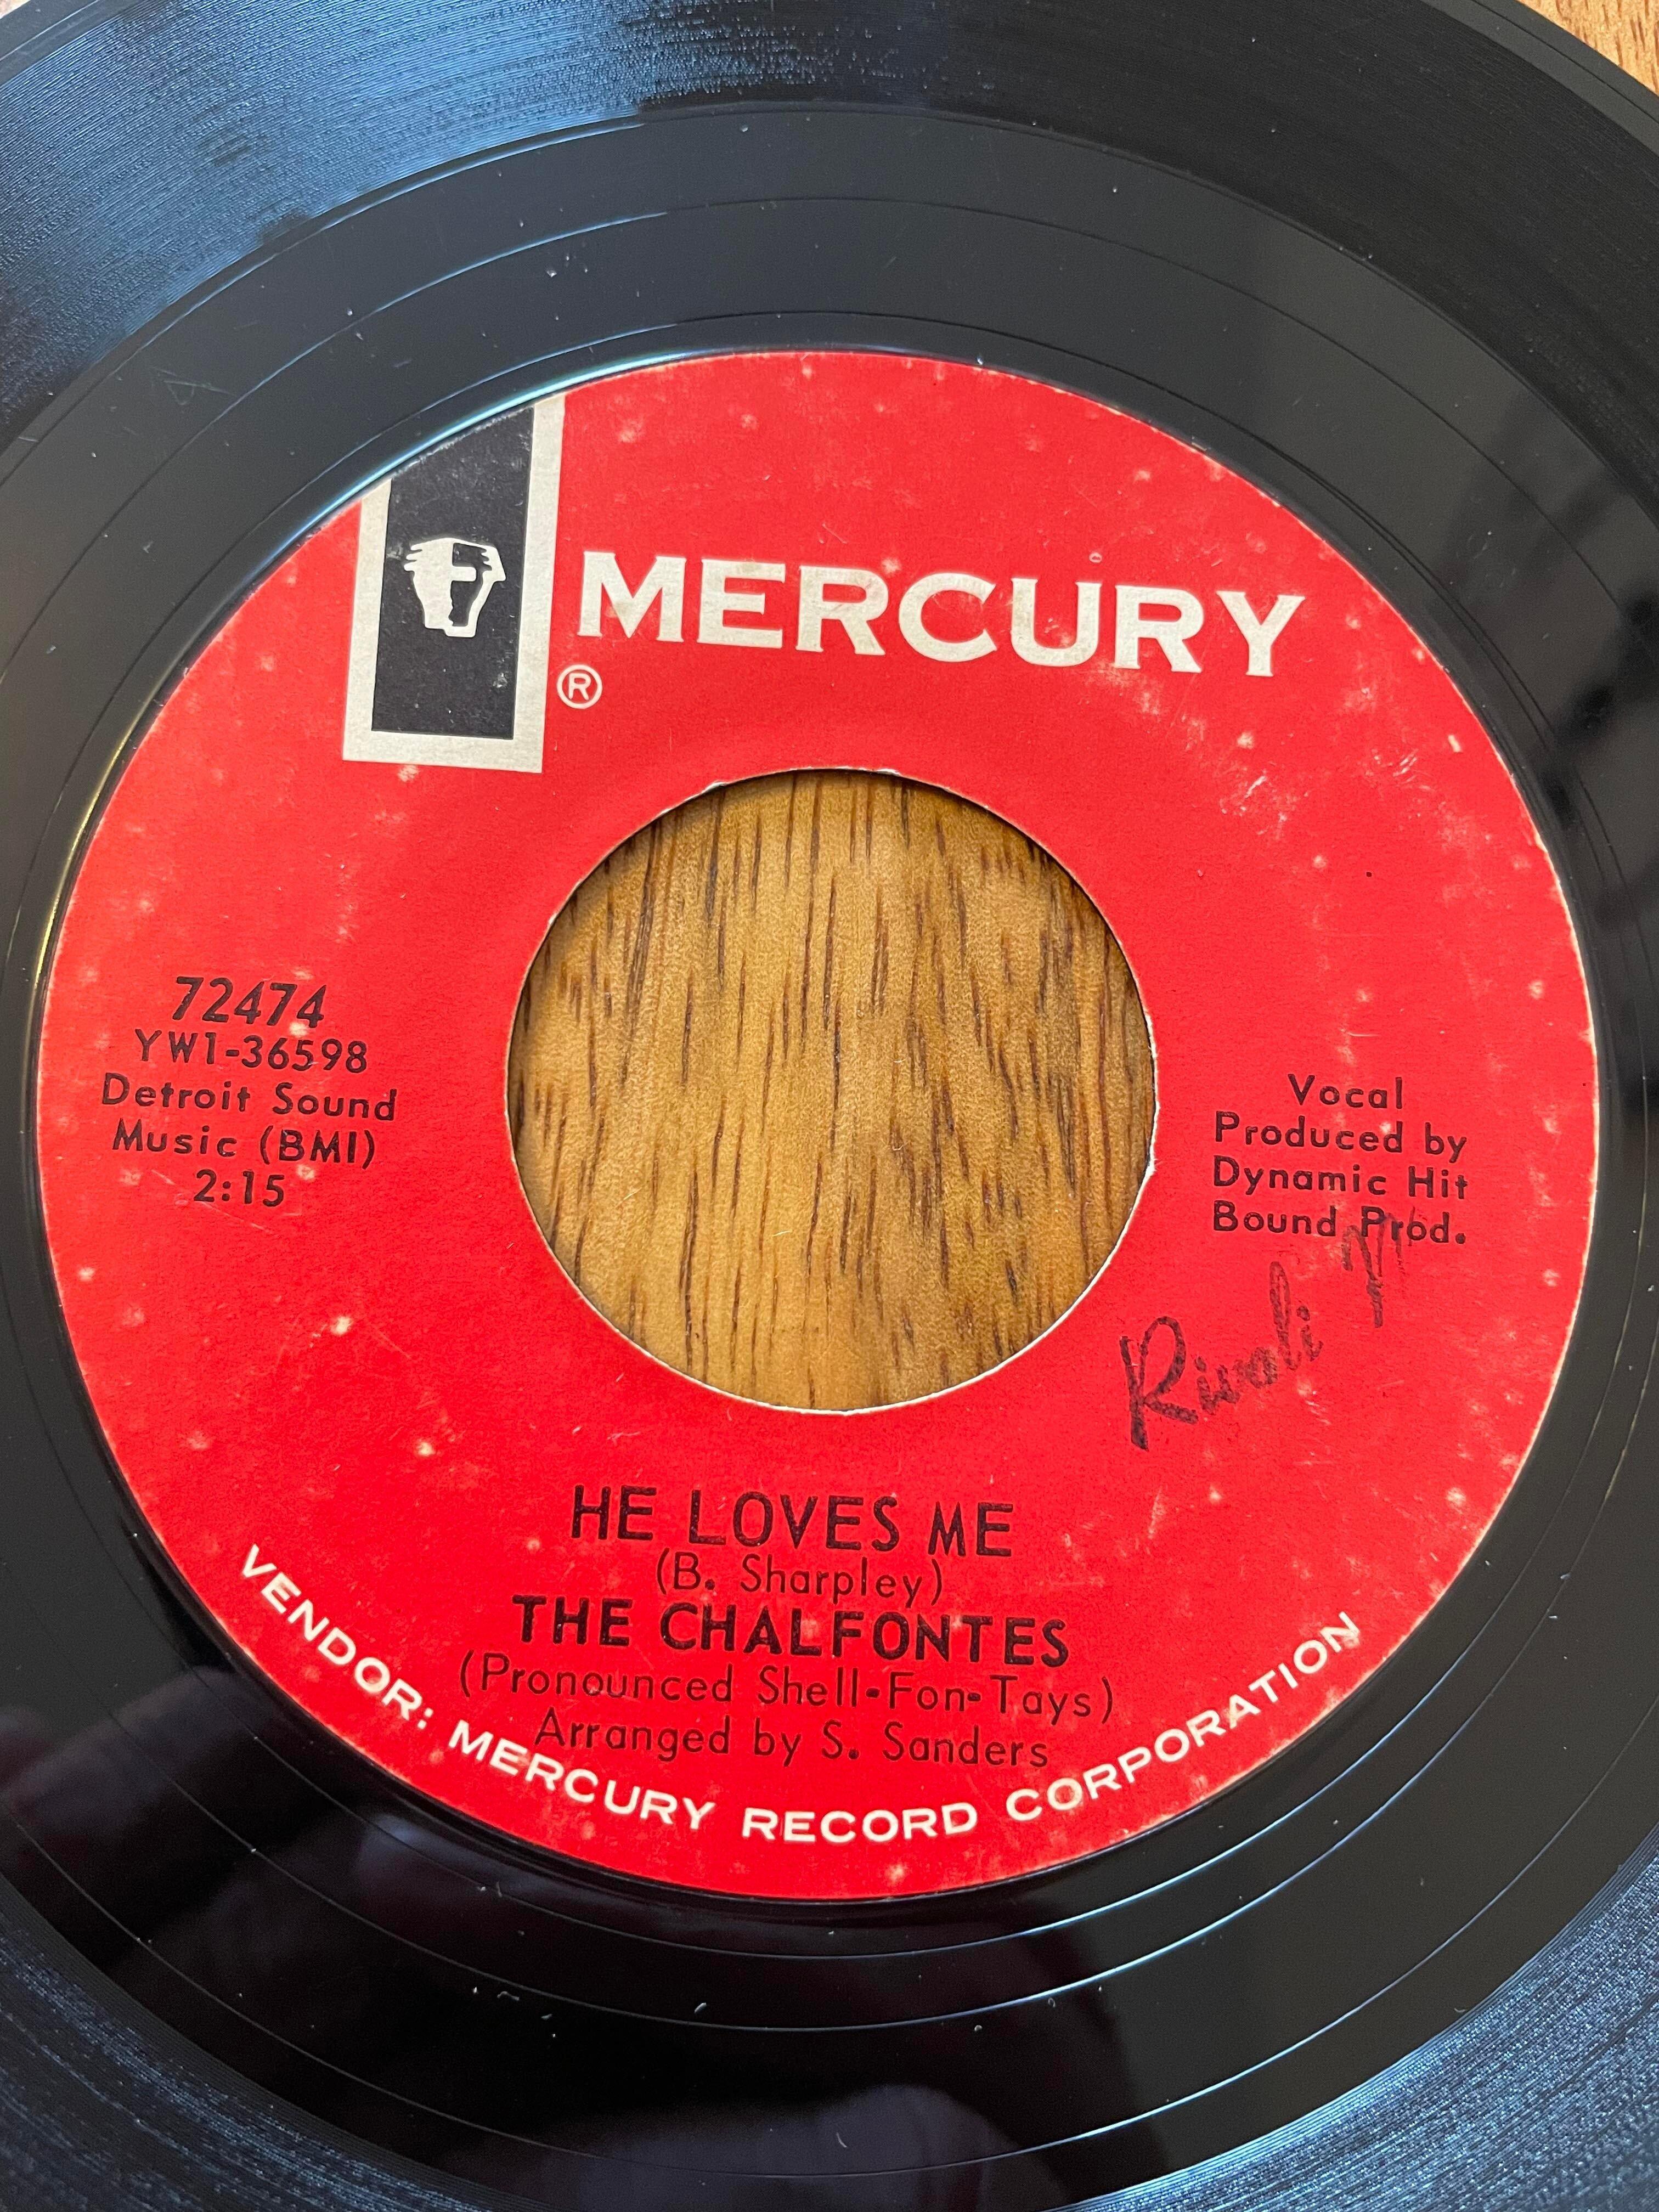 MERCURY
®
72474
YW1-36598
Detroit Sound
Music (BMI)
2:15
Vocal
Produced by
Dynamic Hit
Bound Prod.
Rivoli
HE LOVES ME
(B. Sharpley)
THE CHALFONTES
(Pronounced Shell-Fon-Tays)
Arranged by S. Sanders
VENDOR: MERCURY RECORD CORPORATION